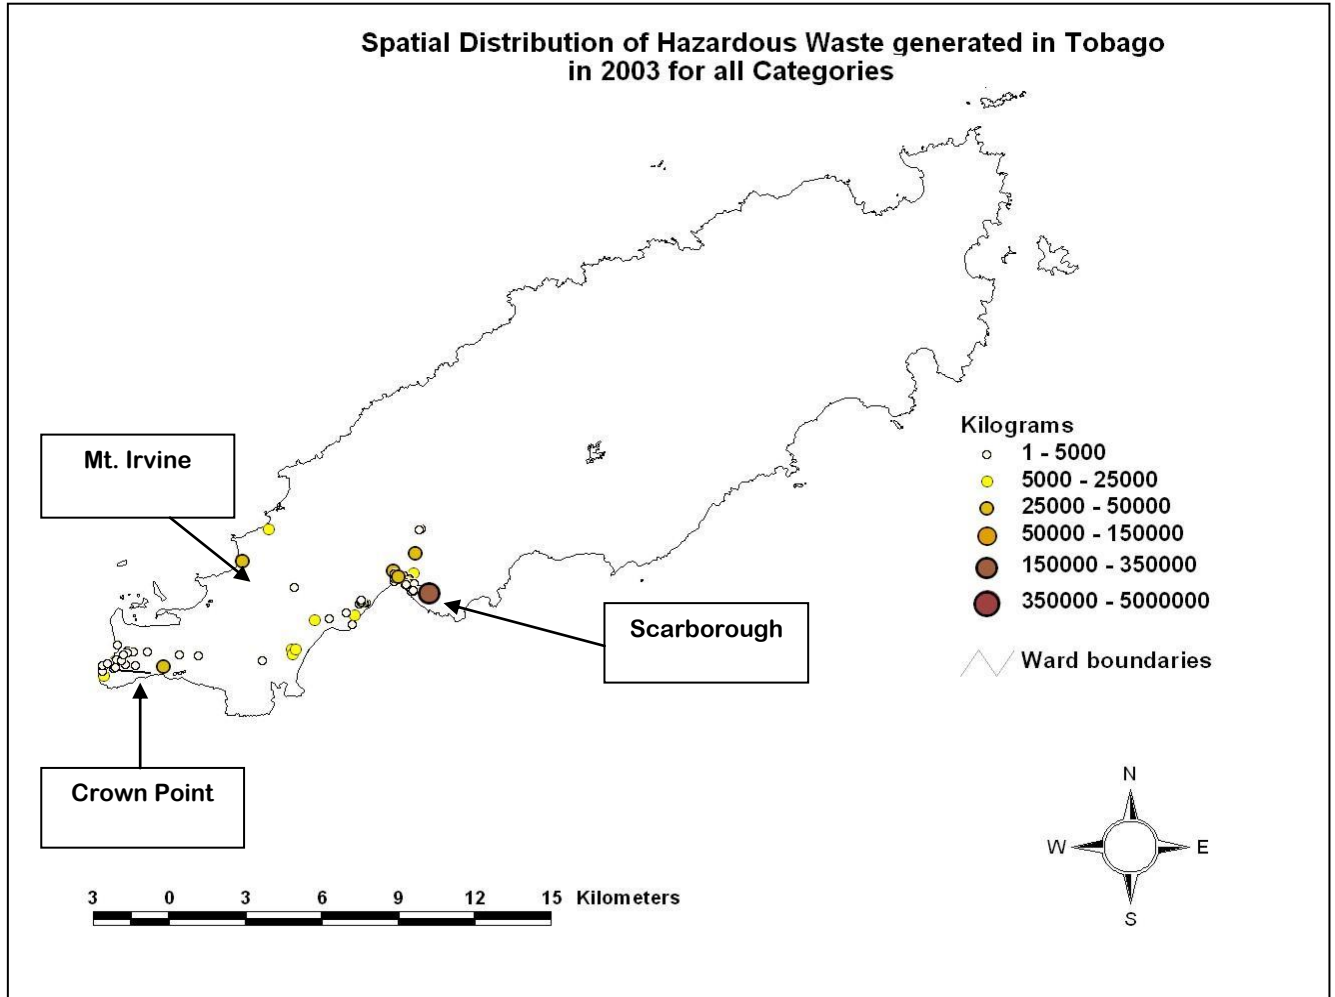 Spatial Distribution of Hazardous Waste generated in Tobago
in 2003 for all Categories
Mt. Irvine
Scarborough
Crown Point
Kilograms
1 - 5000
5000 - 25000
25000 - 50000
50000 - 150000
150000 - 350000
350000 - 5000000
Ward boundaries
N
W E
S
3 0 3 6 9 12 15 Kilometers